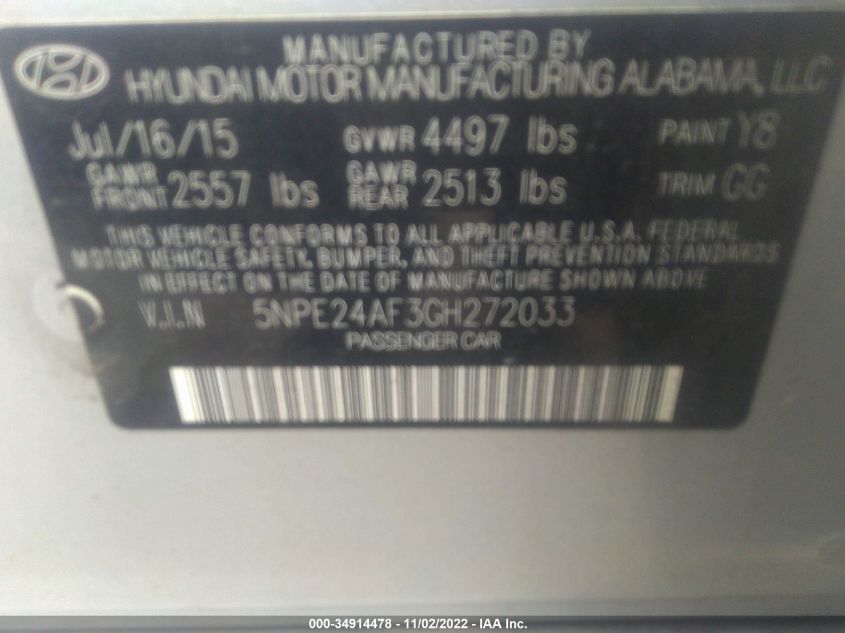 MANUFACTURED BY
HYUNDAI MOTOR MANUFACTURING ALABAMA, LLC
Jul/16/15 GVWR 4497 lbs PAINT Y8
GAWR FRONT 2557 lbs GAWR REAR 2513 lbs TRIM GG
THIS VEHICLE CONFORMS TO ALL APPLICABLE U.S.A. FEDERAL
MOTOR VEHICLE SAFETY, BUMPER, AND THEFT PREVENTION STANDARDS
IN EFFECT ON THE DATE OF MANUFACTURE SHOWN ABOVE
V.I.N 5NPE24AF3GH272033
PASSENGER CAR
000-34914478 - 11/02/2022 - IAA Inc.